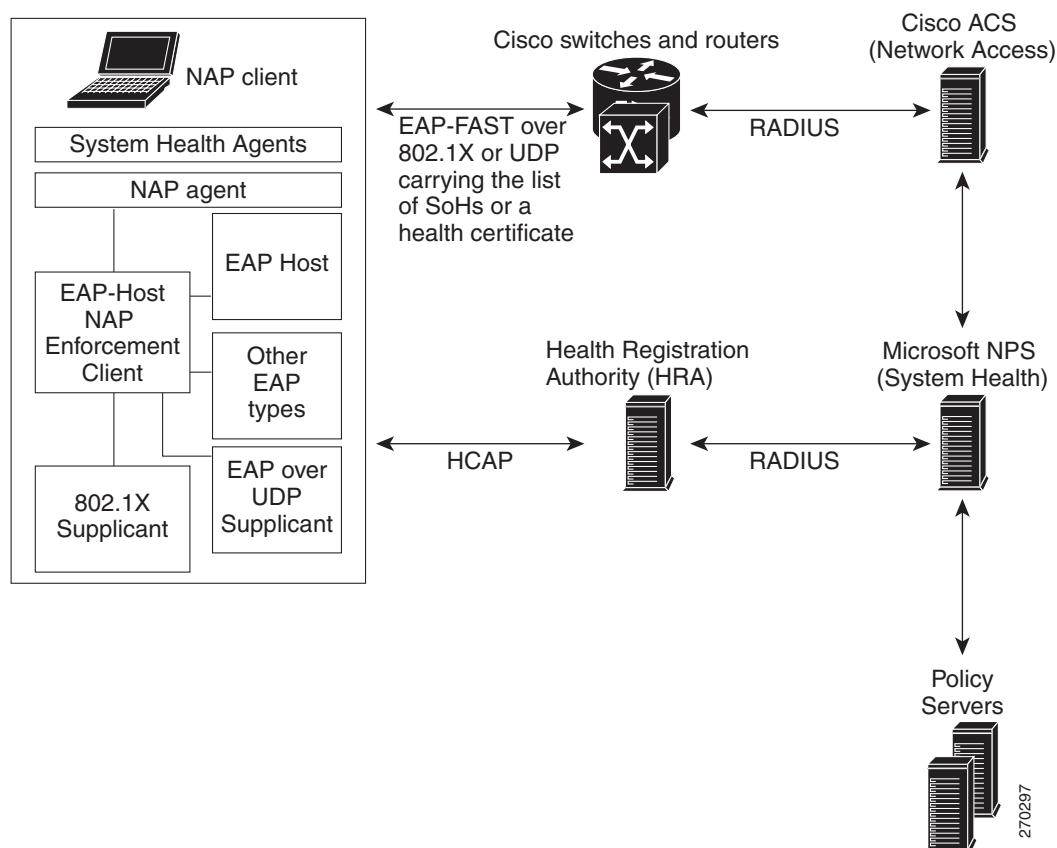 NAP client
System Health Agents
NAP agent
EAP Host
EAP-Host
NAP
Enforcement
Client
Other
EAP
types
802.1X
Supplicant
EAP over
UDP
Supplicant
Cisco switches and routers
EAP-FAST over
802.1X or UDP
carrying the list
of SoHs or a
health certificate
RADIUS
Cisco ACS
(Network Access)
Health Registration
Authority (HRA)
HCAP
RADIUS
Microsoft NPS
(System Health)
Policy
Servers
270297